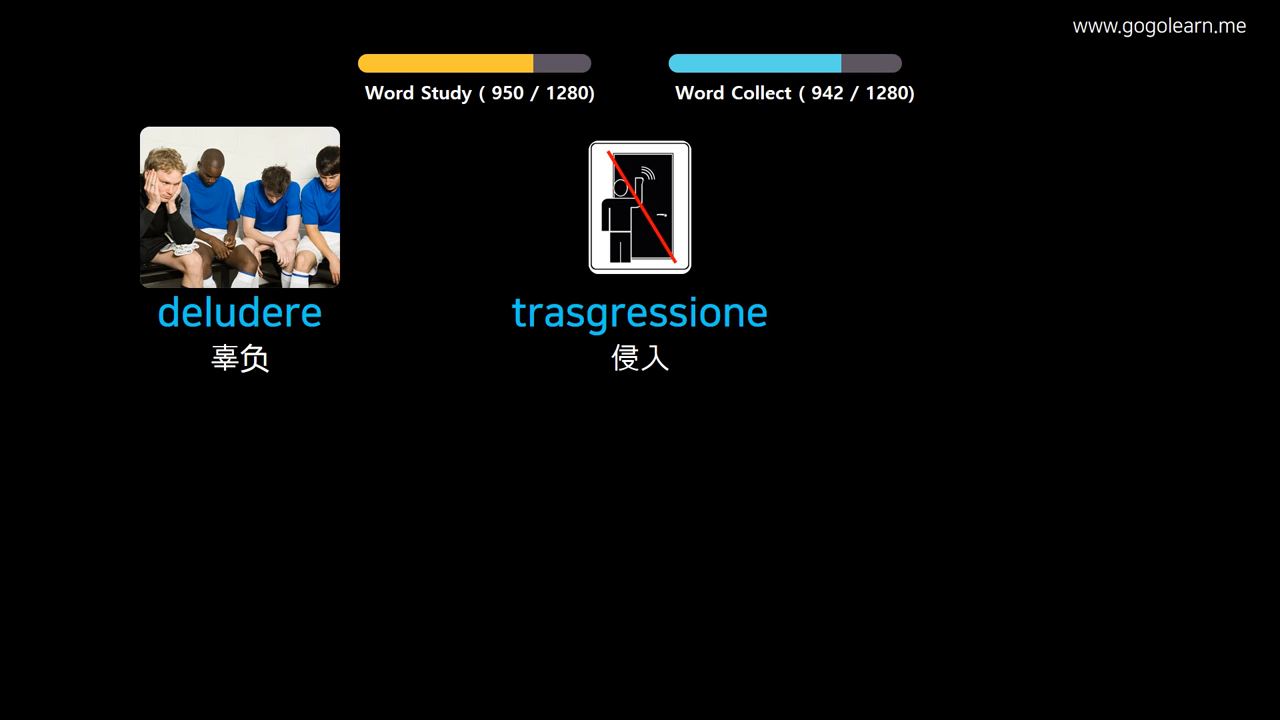 www.gogolearn.me
Word Study ( 950 / 1280)
Word Collect ( 942 / 1280)
deludere
辜负
trasgressione
侵入